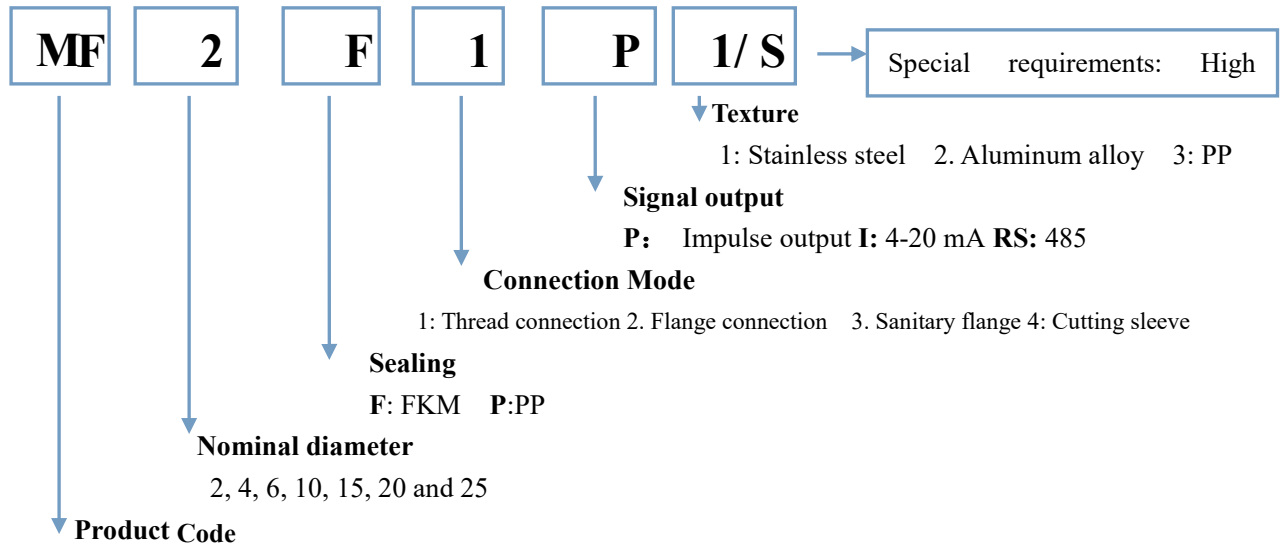 MF 2 F 1 P 1/ S
Special requirements: High
Texture
1: Stainless steel 2. Aluminum alloy 3: PP
Signal output
P： Impulse output I: 4-20 mA RS: 485
Connection Mode
1: Thread connection 2. Flange connection 3. Sanitary flange 4: Cutting sleeve
Sealing
F: FKM P:PP
Nominal diameter
2, 4, 6, 10, 15, 20 and 25
Product Code